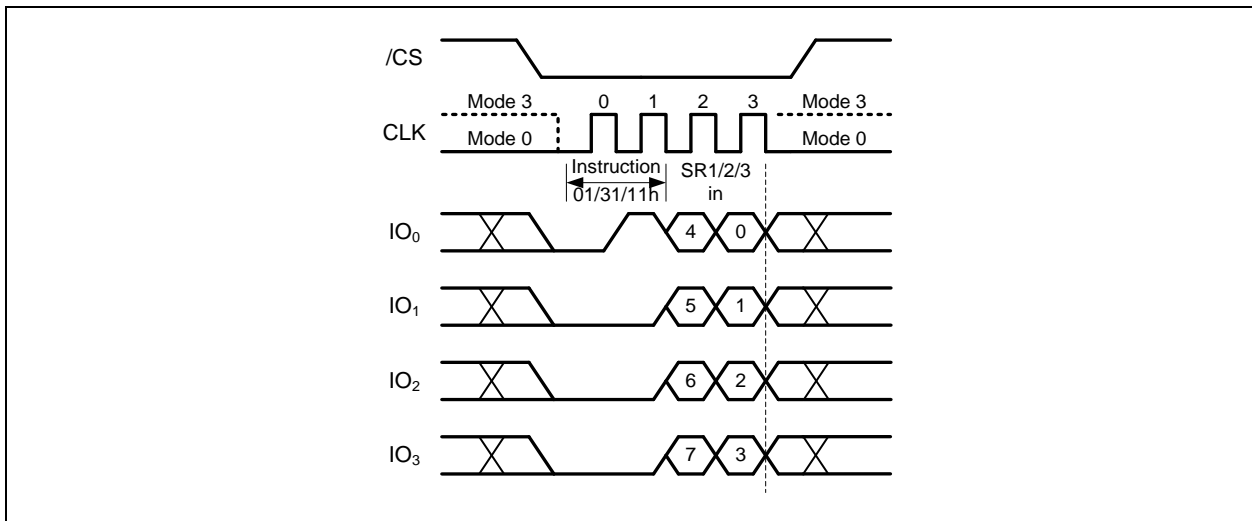 /CS
Mode 3 0 1 2 3 Mode 3
CLK
Mode 0 Mode 0
Instruction SR1/2/3
01/31/11h in
IO₀ 4 0
IO₁ 5 1
IO₂ 6 2
IO₃ 7 3